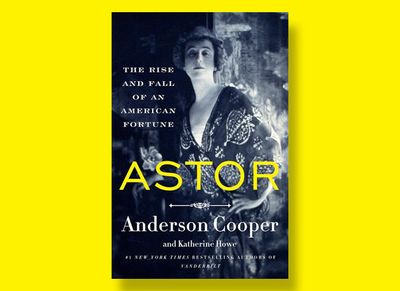 THE RISE
AND FALL
OF AN
AMERICAN
FORTUNE
ASTOR
Anderson Cooper
and Katherine Howe
#1 NEW YORK TIMES BESTSELLING AUTHORS OF
VANDERBILT